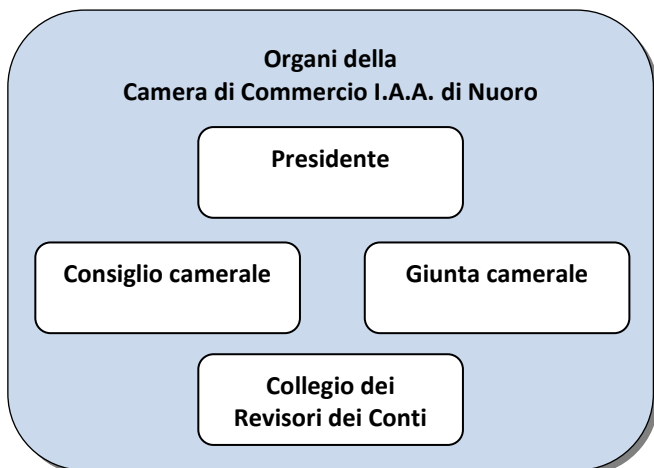 Organi della
Camera di Commercio I.A.A. di Nuoro
Presidente
Consiglio camerale
Giunta camerale
Collegio dei
Revisori dei Conti